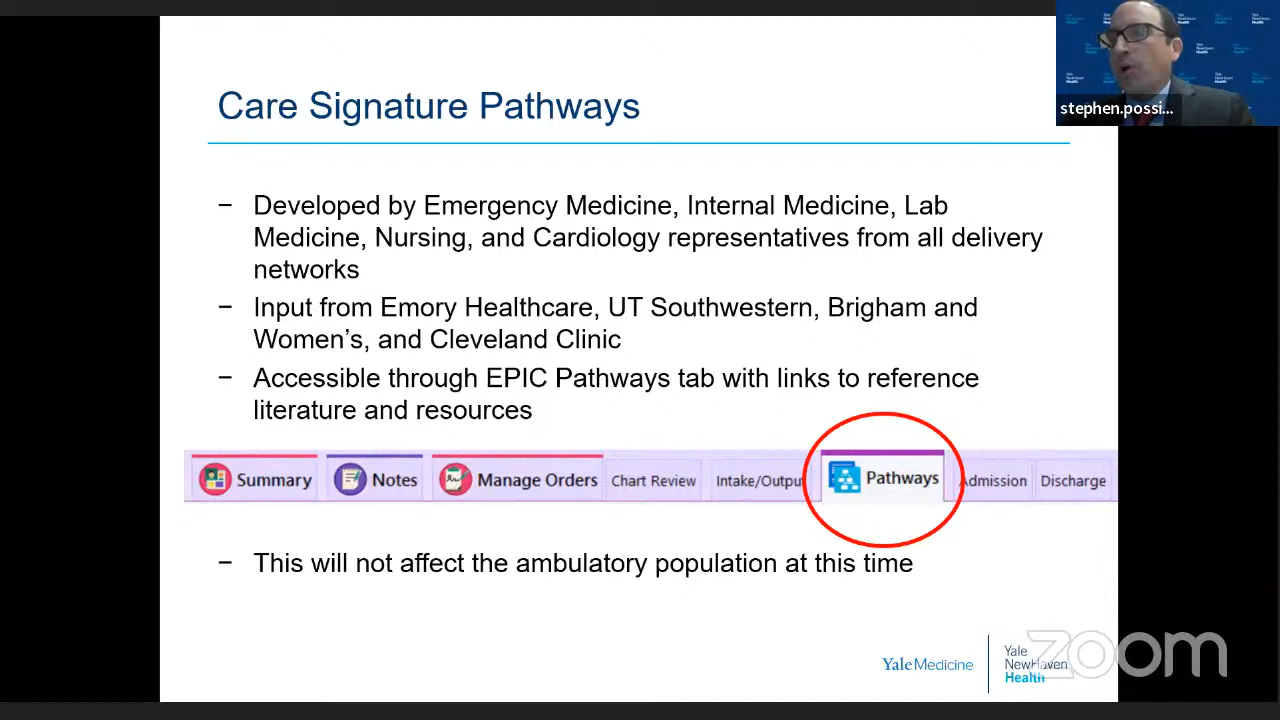 Care Signature Pathways
stephen.possi...
− Developed by Emergency Medicine, Internal Medicine, Lab
Medicine, Nursing, and Cardiology representatives from all delivery
networks
− Input from Emory Healthcare, UT Southwestern, Brigham and
Women’s, and Cleveland Clinic
− Accessible through EPIC Pathways tab with links to reference
literature and resources
Summary Notes Manage Orders Chart Review Intake/Output Pathways Admission Discharge
− This will not affect the ambulatory population at this time
Yale Medicine
Yale
NewHaven
Health
zoom